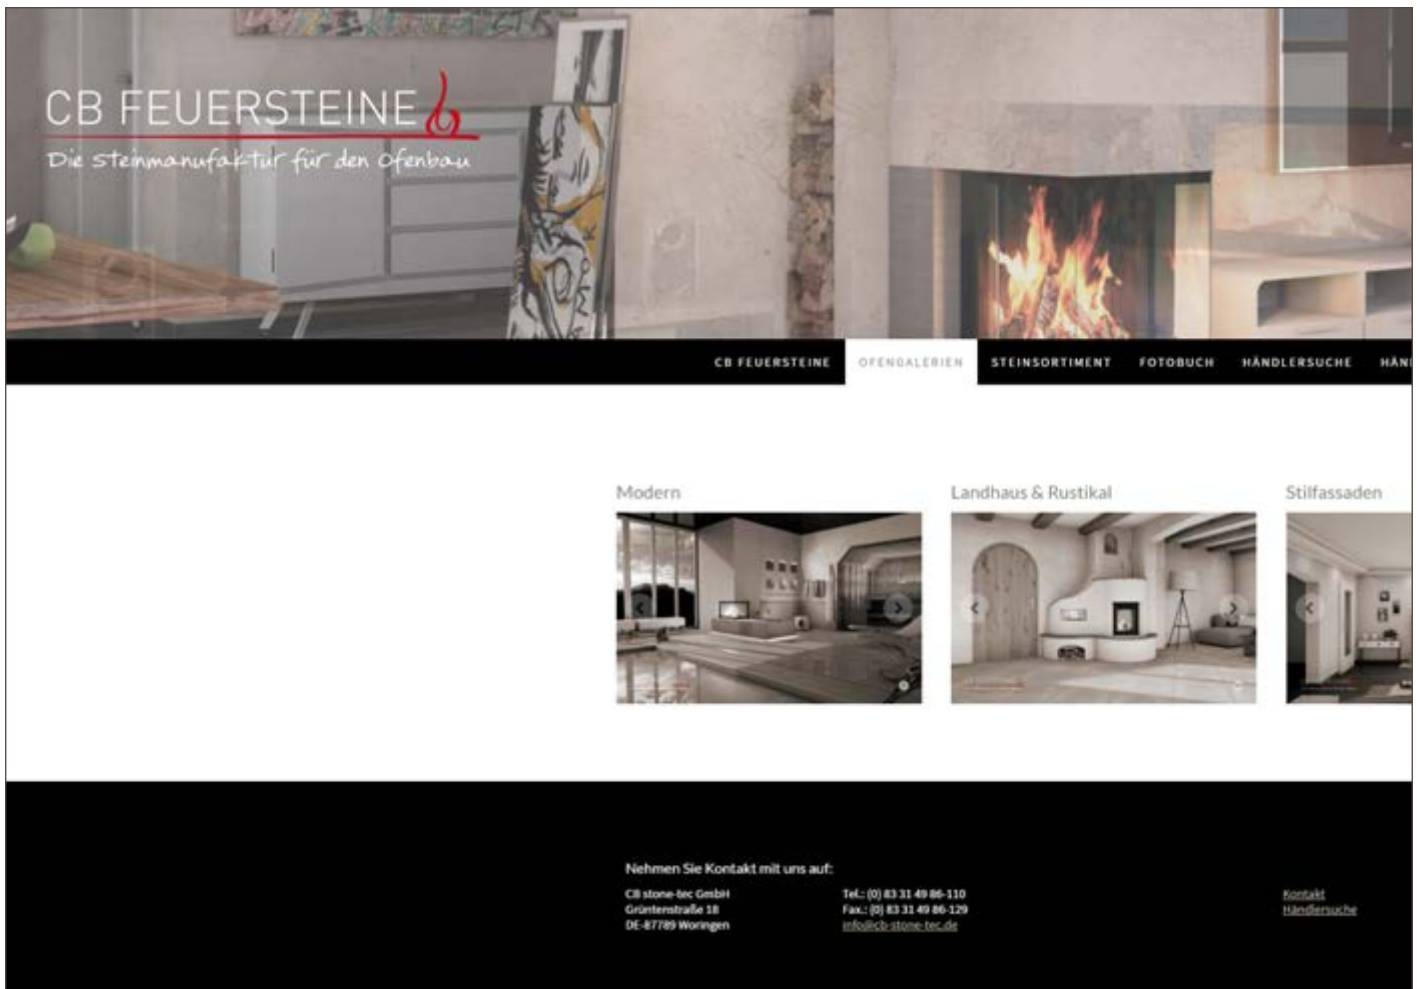 CB FEUERSTEINE
Die Steinmanufaktur für den Ofenbau
CB FEUERSTEINE OFENGALERIEN STEINSORTIMENT FOTOBUCH HÄNDLERSUCHE HÄN
Modern Landhaus & Rustikal Stilfassaden
Nehmen Sie Kontakt mit uns auf:
CB stone-tec GmbH Tel.: (0) 83 31 49 86-110 Kontakt
Grüntenstraße 18 Fax.: (0) 83 31 49 86-129 Händlersuche
DE-87789 Woringen info@cb-stone-tec.de